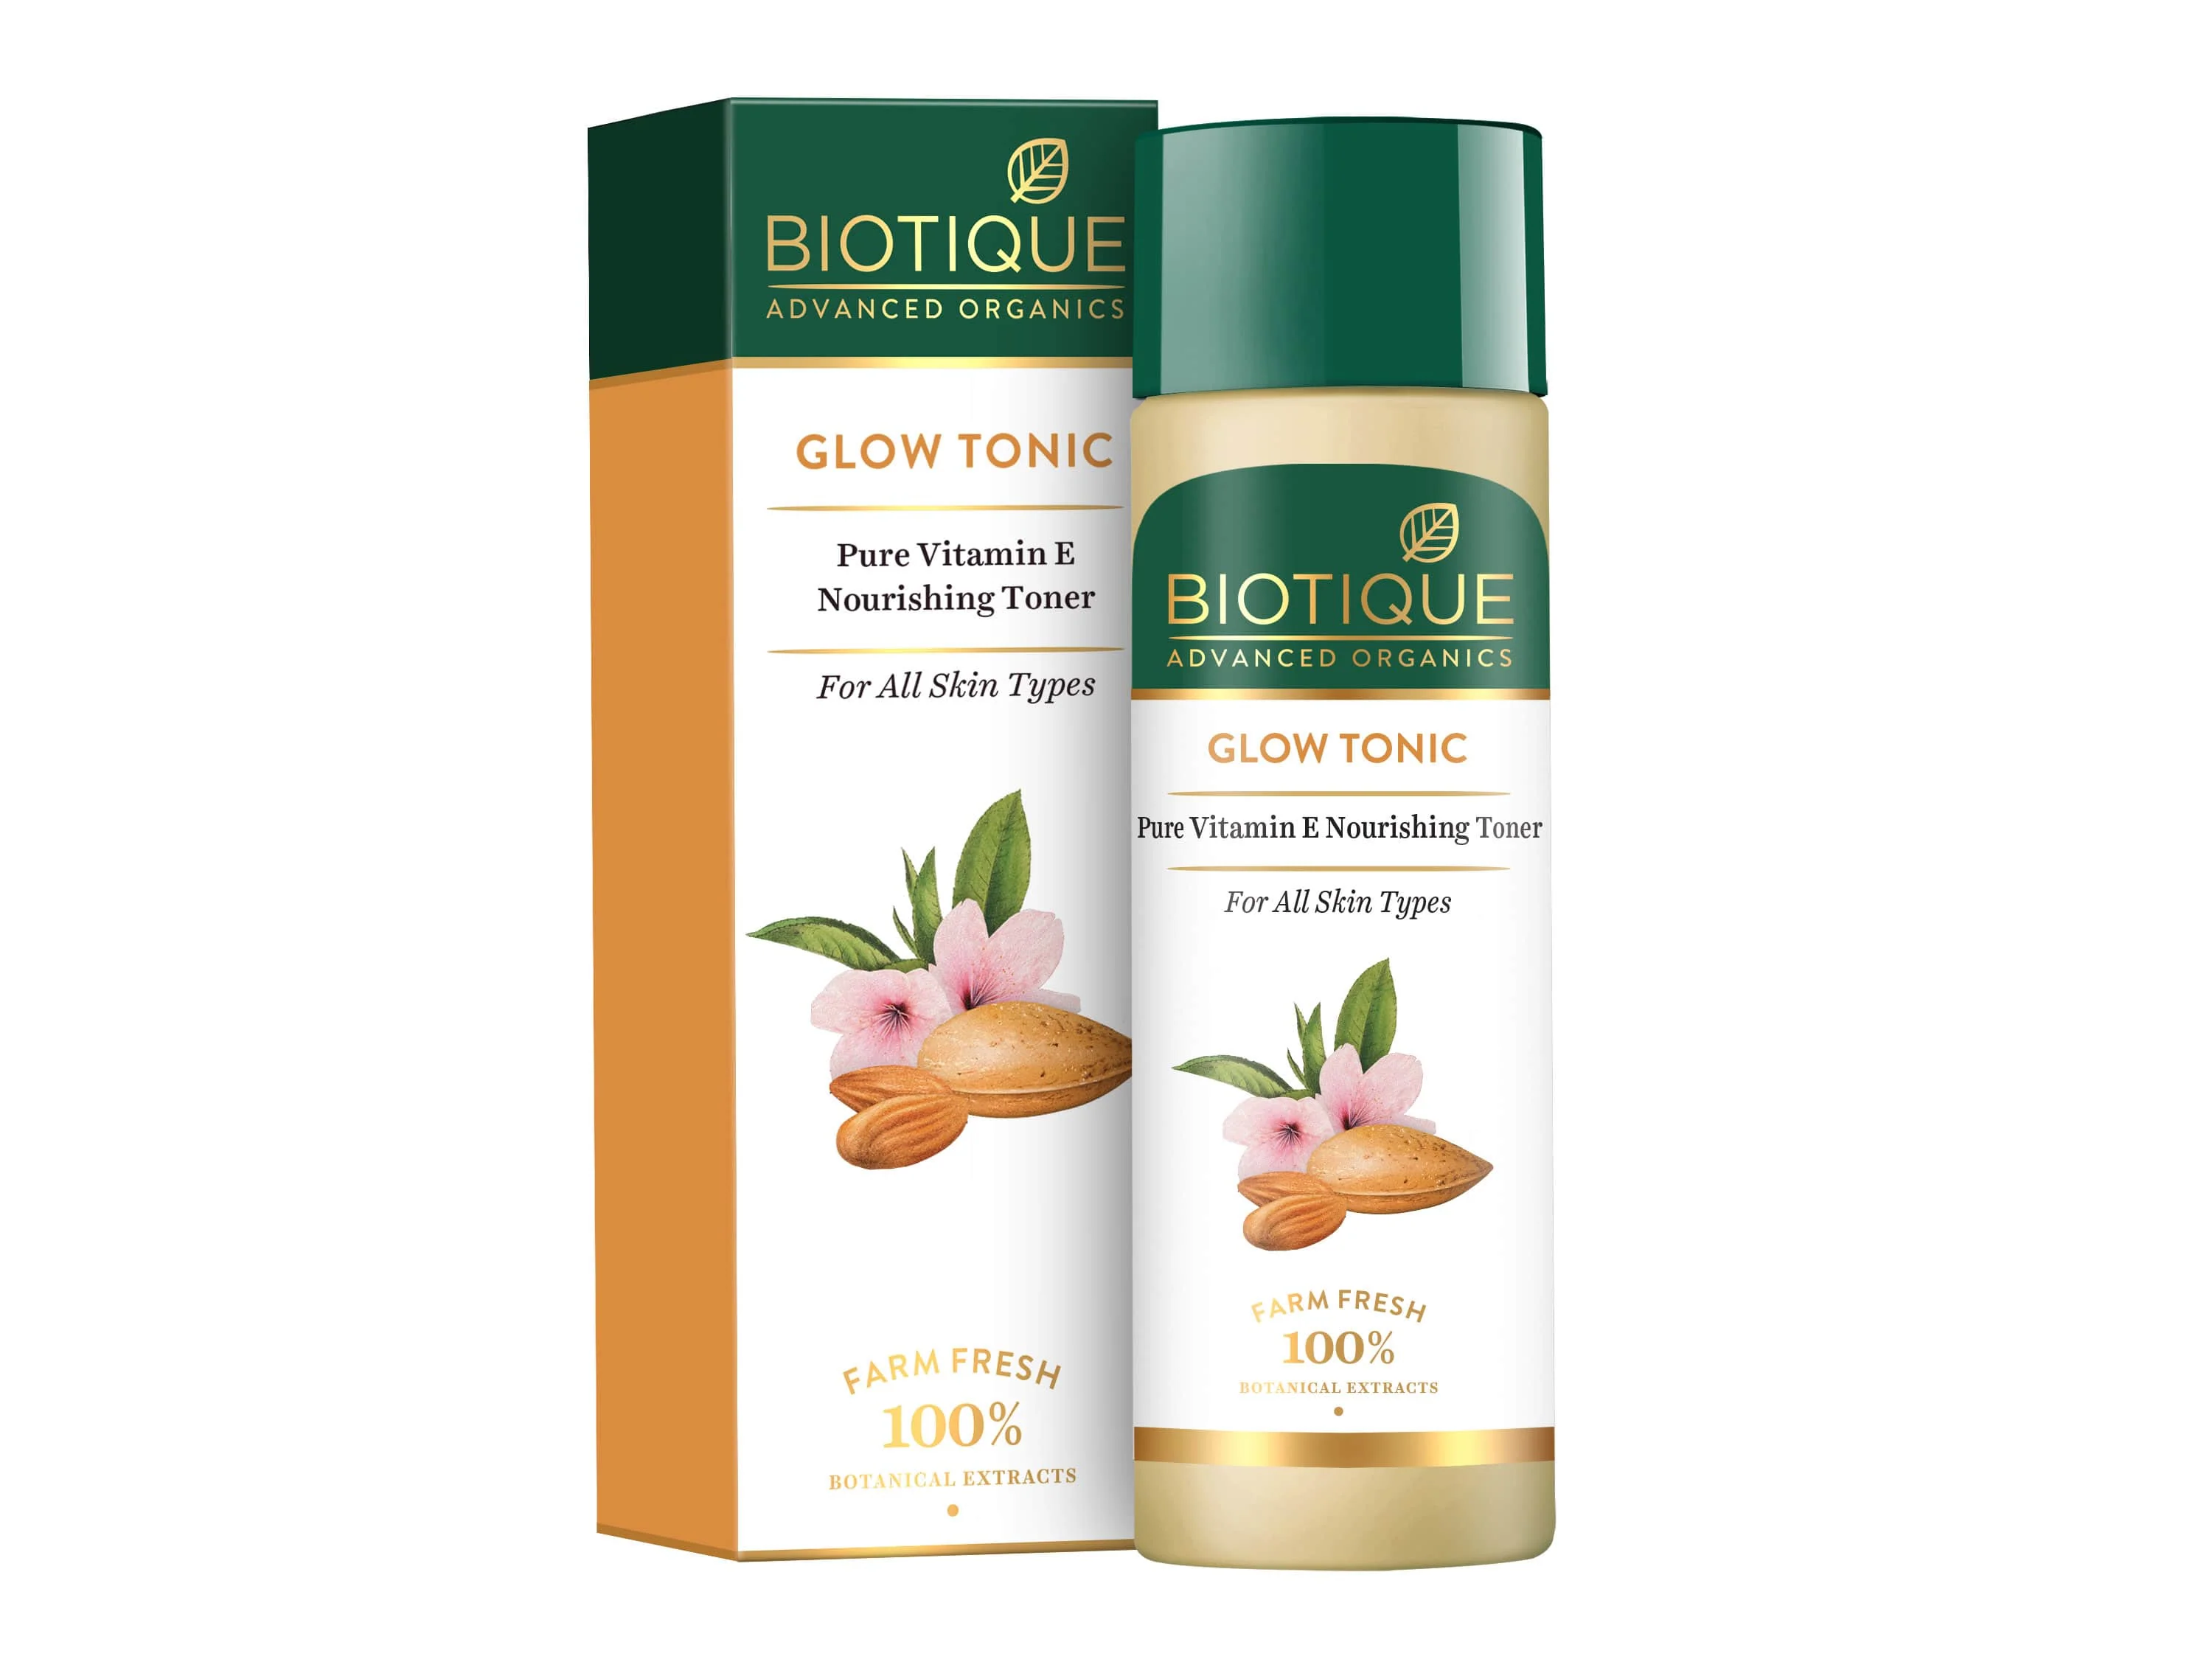 BIOTIQUE
ADVANCED ORGANICS
GLOW TONIC
Pure Vitamin E
Nourishing Toner
For All Skin Types
FARM FRESH
100%
BOTANICAL EXTRACTS
BIOTIQUE
ADVANCED ORGANICS
GLOW TONIC
Pure Vitamin E Nourishing Toner
For All Skin Types
FARM FRESH
100%
BOTANICAL EXTRACTS